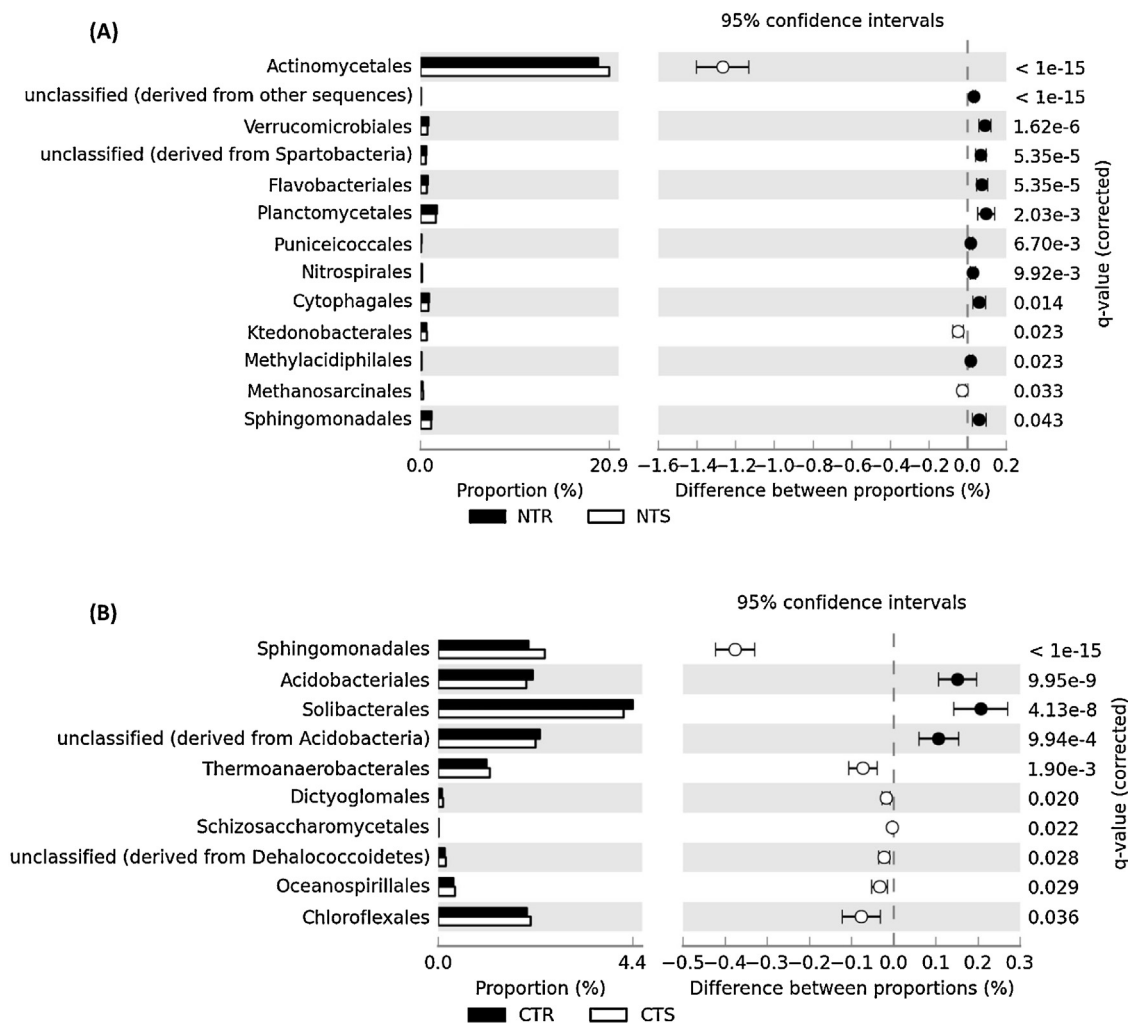 (A)
95% confidence intervals
Actinomycetales < 1e-15
unclassified (derived from other sequences) < 1e-15
Verrucomicrobiales 1.62e-6
unclassified (derived from Spartobacteria) 5.35e-5
Flavobacteriales 5.35e-5
Planctomycetales 2.03e-3
Puniceicoccales 6.70e-3
Nitrospirales 9.92e-3
Cytophagales 0.014
Ktedonobacterales 0.023
Methylacidiphilales 0.023
Methanosarcinales 0.033
Sphingomonadales 0.043
q-value (corrected)
0.0 20.9 −1.6−1.4−1.2−1.0−0.8−0.6−0.4−0.2 0.0 0.2
Proportion (%) Difference between proportions (%)
NTR NTS
(B)
95% confidence intervals
Sphingomonadales < 1e-15
Acidobacteriales 9.95e-9
Solibacterales 4.13e-8
unclassified (derived from Acidobacteria) 9.94e-4
Thermoanaerobacterales 1.90e-3
Dictyoglomales 0.020
Schizosaccharomycetales 0.022
unclassified (derived from Dehalococcoidetes) 0.028
Oceanospirillales 0.029
Chloroflexales 0.036
q-value (corrected)
0.0 4.4 −0.5−0.4−0.3−0.2−0.1 0.0 0.1 0.2 0.3
Proportion (%) Difference between proportions (%)
CTR CTS